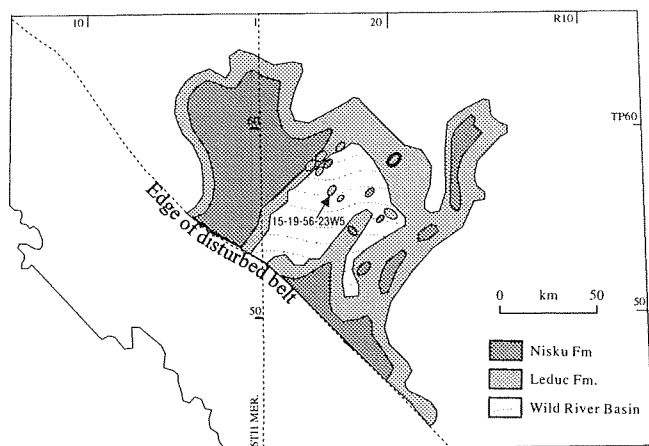 10
1
20
R10
TP60
Edge of disturbed belt
15-19-56-23W5
50
50
0 km 50
Nisku Fm
Leduc Fm.
Wild River Basin
5TH MER.